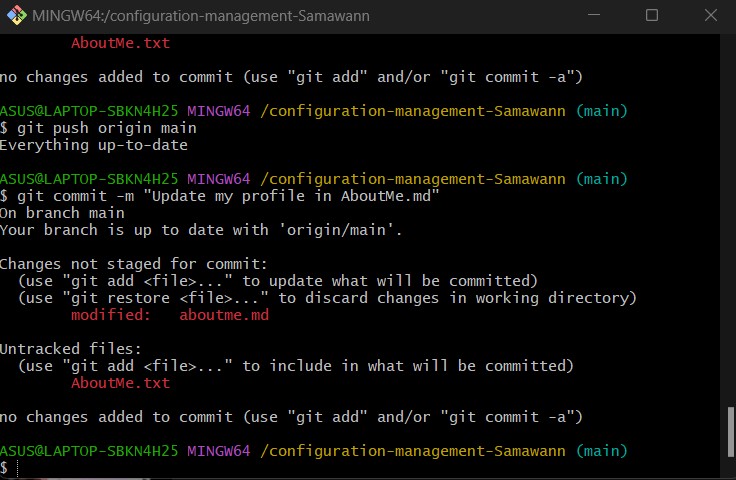 MINGW64:/configuration-management-Samawann
AboutMe.txt
no changes added to commit (use "git add" and/or "git commit -a")
ASUS@LAPTOP-SBKN4H25 MINGW64 /configuration-management-Samawann (main)
$ git push origin main
Everything up-to-date
ASUS@LAPTOP-SBKN4H25 MINGW64 /configuration-management-Samawann (main)
$ git commit -m "Update my profile in AboutMe.md"
On branch main
Your branch is up to date with 'origin/main'.
Changes not staged for commit:
(use "git add <file>..." to update what will be committed)
(use "git restore <file>..." to discard changes in working directory)
modified:   aboutme.md
Untracked files:
(use "git add <file>..." to include in what will be committed)
AboutMe.txt
no changes added to commit (use "git add" and/or "git commit -a")
ASUS@LAPTOP-SBKN4H25 MINGW64 /configuration-management-Samawann (main)
$